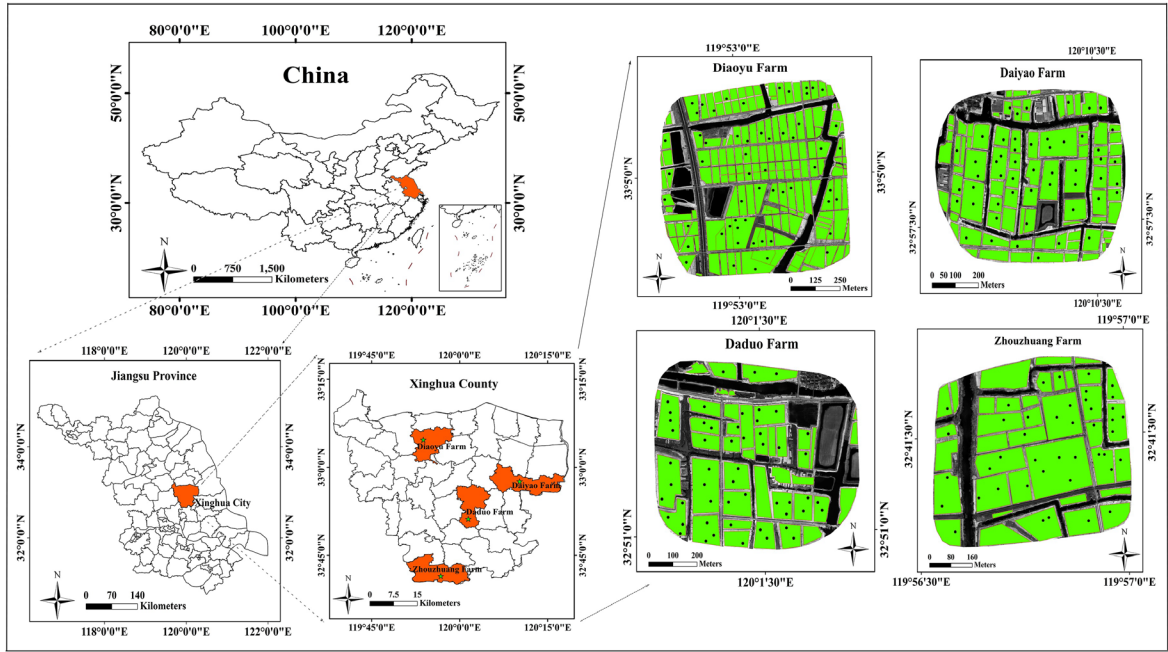 80°0'0"E 100°0'0"E 120°0'0"E
China
50°0'0"N
50°0'0"N
30°0'0"N
30°0'0"N
N
0 750 1,500
Kilometers
80°0'0"E 100°0'0"E 120°0'0"E
118°0'0"E 120°0'0"E 122°0'0"E
Jiangsu Province
34°0'0"N
34°0'0"N
Xinghua City
32°0'0"N
32°0'0"N
N
0 70 140
Kilometers
118°0'0"E 120°0'0"E 122°0'0"E
119°45'0"E 120°0'0"E 120°15'0"E
Xinghua County
33°15'0"N
33°15'0"N
Diaoyu Farm
33°0'0"N
33°0'0"N
Daiyao Farm
Daduo Farm
32°45'0"N
32°45'0"N
Zhouzhuang Farm
N
0 7.5 15
Kilometers
119°45'0"E 120°0'0"E 120°15'0"E
119°53'0"E
Diaoyu Farm
33°5'0"N
33°5'0"N
N
0 125 250
Meters
119°53'0"E
120°10'30"E
Daiyao Farm
32°57'30"N
32°57'30"N
N
0 50 100 200
Meters
120°10'30"E
120°1'30"E
Daduo Farm
32°51'0"N
32°51'0"N
N
0 100 200
Meters
120°1'30"E
119°57'0"E
Zhouzhuang Farm
32°41'30"N
32°41'30"N
N
0 80 160
Meters
119°56'30"E 119°57'0"E